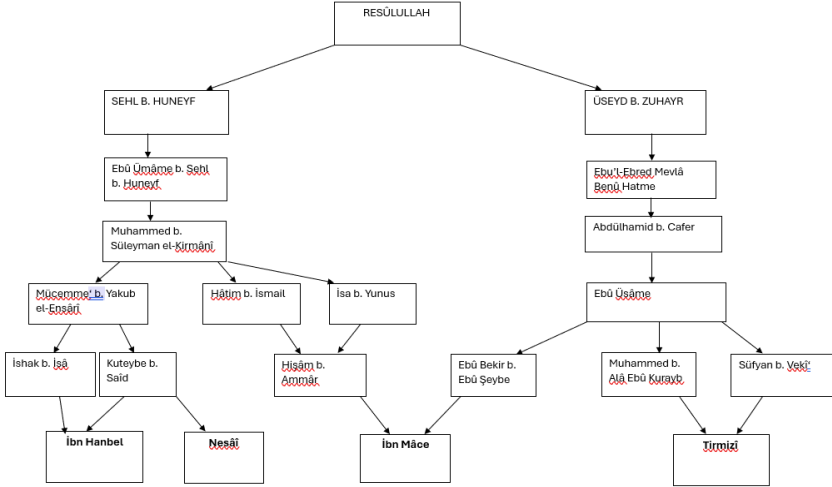 RESÛLULLAH
SEHL B. HUNEYF
ÜSEYD B. ZUHAYR
Ebû Ümâme b. Sehl
b. Huneyf
Ebu'l-Ebred Mevlâ
Benû Hatme
Muhammed b.
Süleyman el-Kirmânî
Abdülhamid b. Cafer
Mücemme' b. Yakub
el-Ensârî
Hâtim b. İsmail
İsa b. Yunus
Ebû Üsâme
İshak b. İsâ
Kuteybe b.
Saîd
Hişâm b.
Ammâr
Ebû Bekir b.
Ebû Şeybe
Muhammed b.
Alâ Ebû Kurayb
Süfyan b. Vekî'
İbn Hanbel
Nesâî
İbn Mâce
Tirmizî